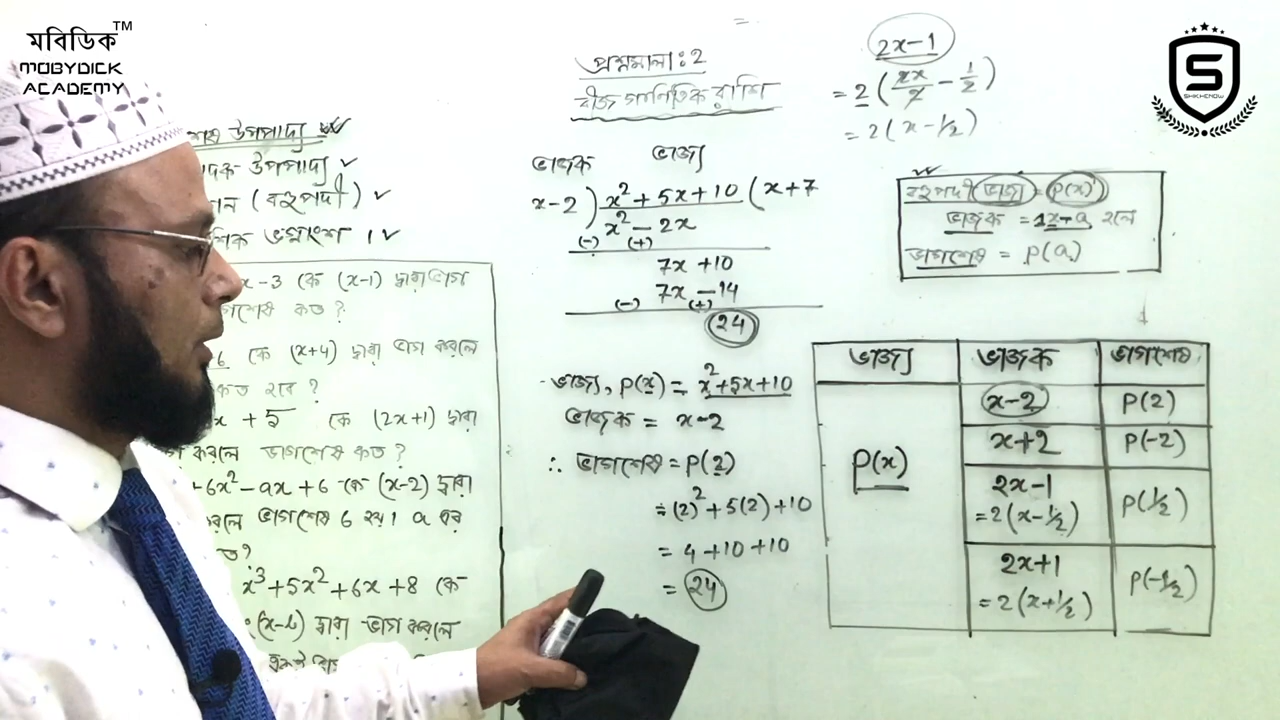 মবিডিক™
MOBYDICK
ACADEMY
S
SHIKHENOW
প্রশ্নমালা: 2
বীজ গাণিতিক রাশি
উপপাদ্য
উপপাদ্য
(বহুপদী)
ভগ্নাংশ
x-3 কে (x-1) দ্বারা ভাগ
কত ?
6 কে (x+4) দ্বারা ভাগ করলে
কত হবে ?
x + 5 কে (2x+1) দ্বারা
করলে ভাগশেষ কত ?
-6x² - ax + 6 কে (x-2) দ্বারা
ভাগশেষ 6 হয়। a এর
x³ + 5x² + 6x + 8 কে
দ্বারা ভাগ করলে
ভাজক ভাজ্য
x-2 ) x² + 5x + 10 ( x+7
x² - 2x
(-) (+)
7x + 10
7x - 14
(-) (+)
24
ভাজ্য, P(x) = x² + 5x + 10
ভাজক = x-2
∴ ভাগশেষ = P(2)
= (2)² + 5(2) + 10
= 4 + 10 + 10
= 24
2x-1
= 2 (2x/2 - 1/2)
= 2 (x - 1/2)
বহুপদী ভাজ্য = P(x)
ভাজক = x-a হলে
ভাগশেষ = P(a)
ভাজ্য ভাজক ভাগশেষ
P(x)
x-2 P(2)
x+2 P(-2)
2x-1
= 2(x-1/2) P(1/2)
2x+1
= 2(x+1/2) P(-1/2)